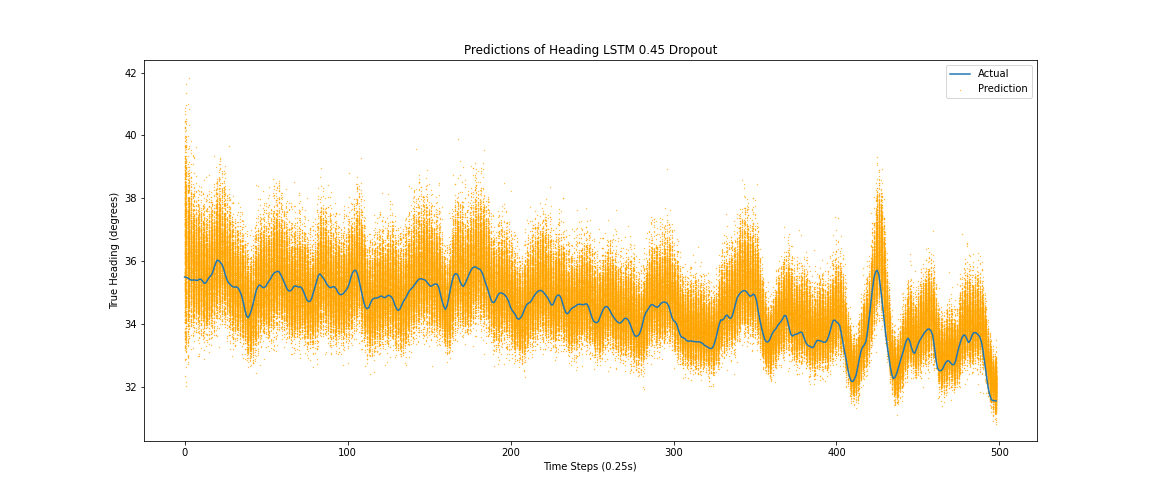 Predictions of Heading LSTM 0.45 Dropout
Actual
Prediction
True Heading (degrees)
42
40
38
36
34
32
0 100 200 300 400 500
Time Steps (0.25s)